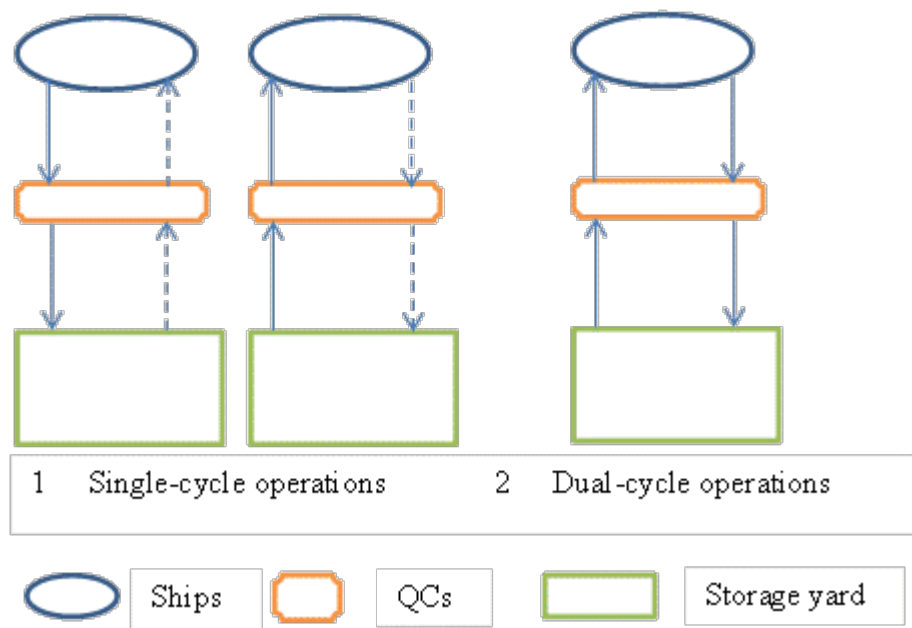 1 Single-cycle operations 2 Dual-cycle operations
Ships QCs Storage yard